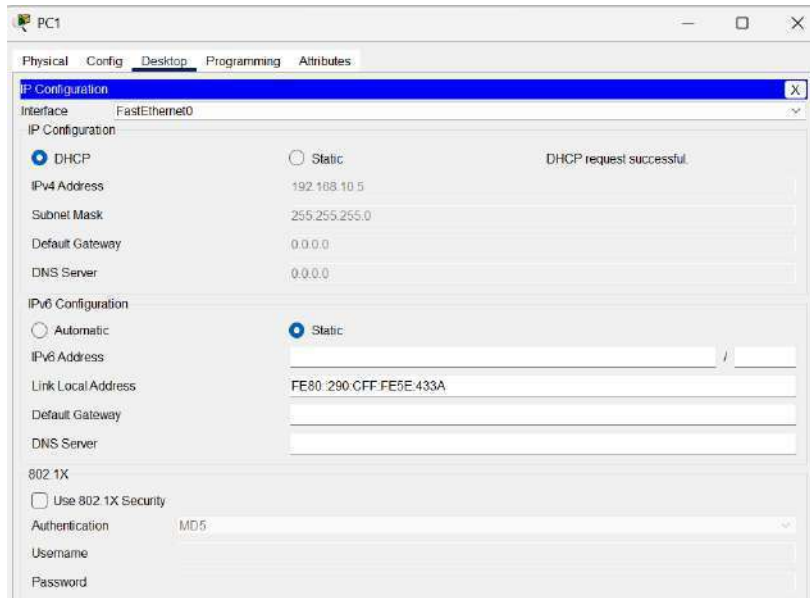 PC1
Physical Config Desktop Programming Attributes
IP Configuration X
Interface FastEthernet0
IP Configuration
DHCP Static DHCP request successful.
IPv4 Address 192.168.10.5
Subnet Mask 255.255.255.0
Default Gateway 0.0.0.0
DNS Server 0.0.0.0
IPv6 Configuration
Automatic Static
IPv6 Address /
Link Local Address FE80::290:CFF:FE5E:433A
Default Gateway
DNS Server
802.1X
Use 802.1X Security
Authentication MD5
Username
Password